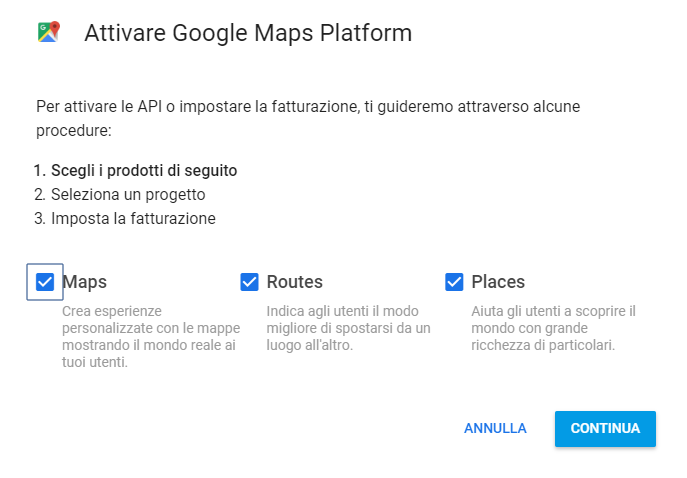 Attivare Google Maps Platform
Per attivare le API o impostare la fatturazione, ti guideremo attraverso alcune
procedure:
1. Scegli i prodotti di seguito
2. Seleziona un progetto
3. Imposta la fatturazione
Maps
Crea esperienze
personalizzate con le mappe
mostrando il mondo reale ai
tuoi utenti.
Routes
Indica agli utenti il modo
migliore di spostarsi da un
luogo all'altro.
Places
Aiuta gli utenti a scoprire il
mondo con grande
ricchezza di particolari.
ANNULLA
CONTINUA